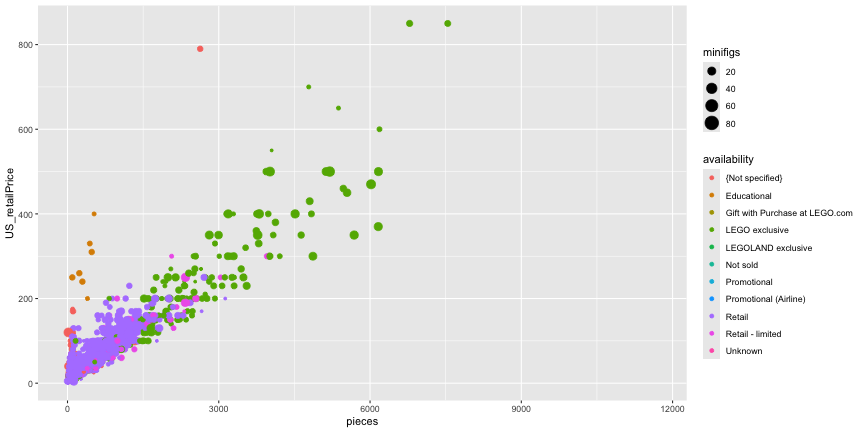 800
600
400
200
0
US_retailPrice
0
3000
6000
9000
12000
pieces
minifigs
20
40
60
80
availability
{Not specified}
Educational
Gift with Purchase at LEGO.com
LEGO exclusive
LEGOLAND exclusive
Not sold
Promotional
Promotional (Airline)
Retail
Retail - limited
Unknown